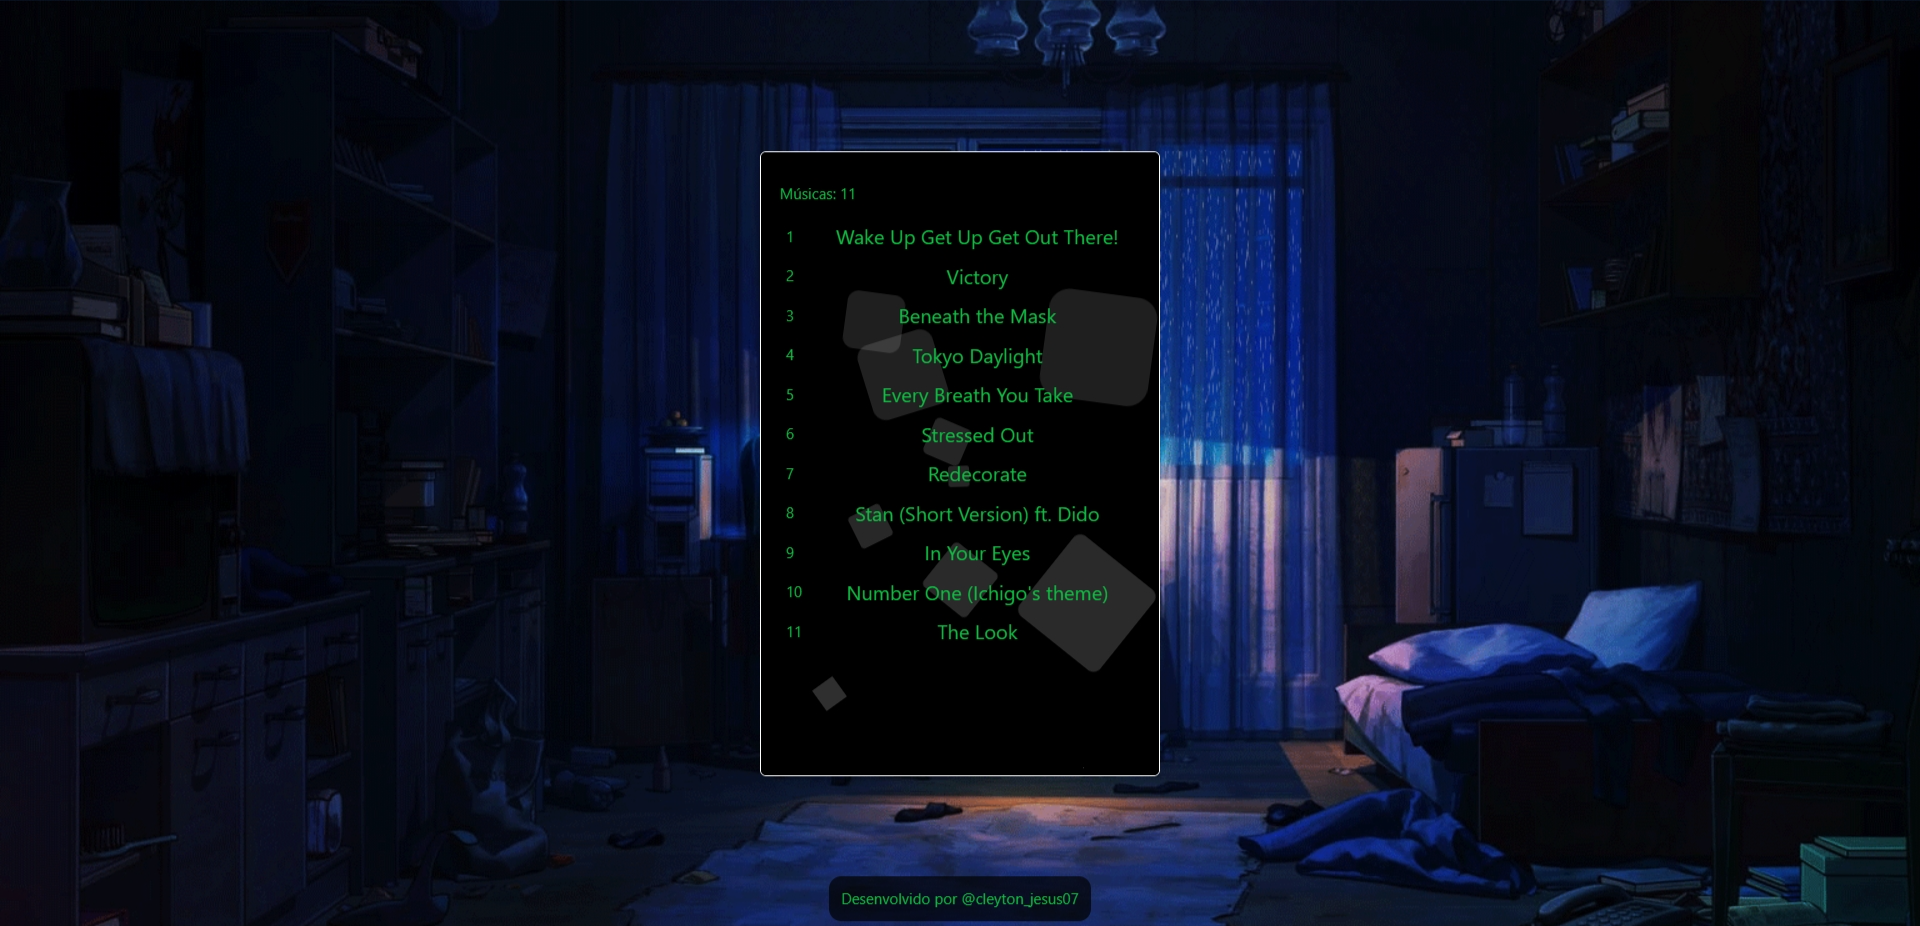 Músicas: 11
1 Wake Up Get Up Get Out There!
2 Victory
3 Beneath the Mask
4 Tokyo Daylight
5 Every Breath You Take
6 Stressed Out
7 Redecorate
8 Stan (Short Version) ft. Dido
9 In Your Eyes
10 Number One (Ichigo's theme)
11 The Look
Desenvolvido por @cleyton_jesus07